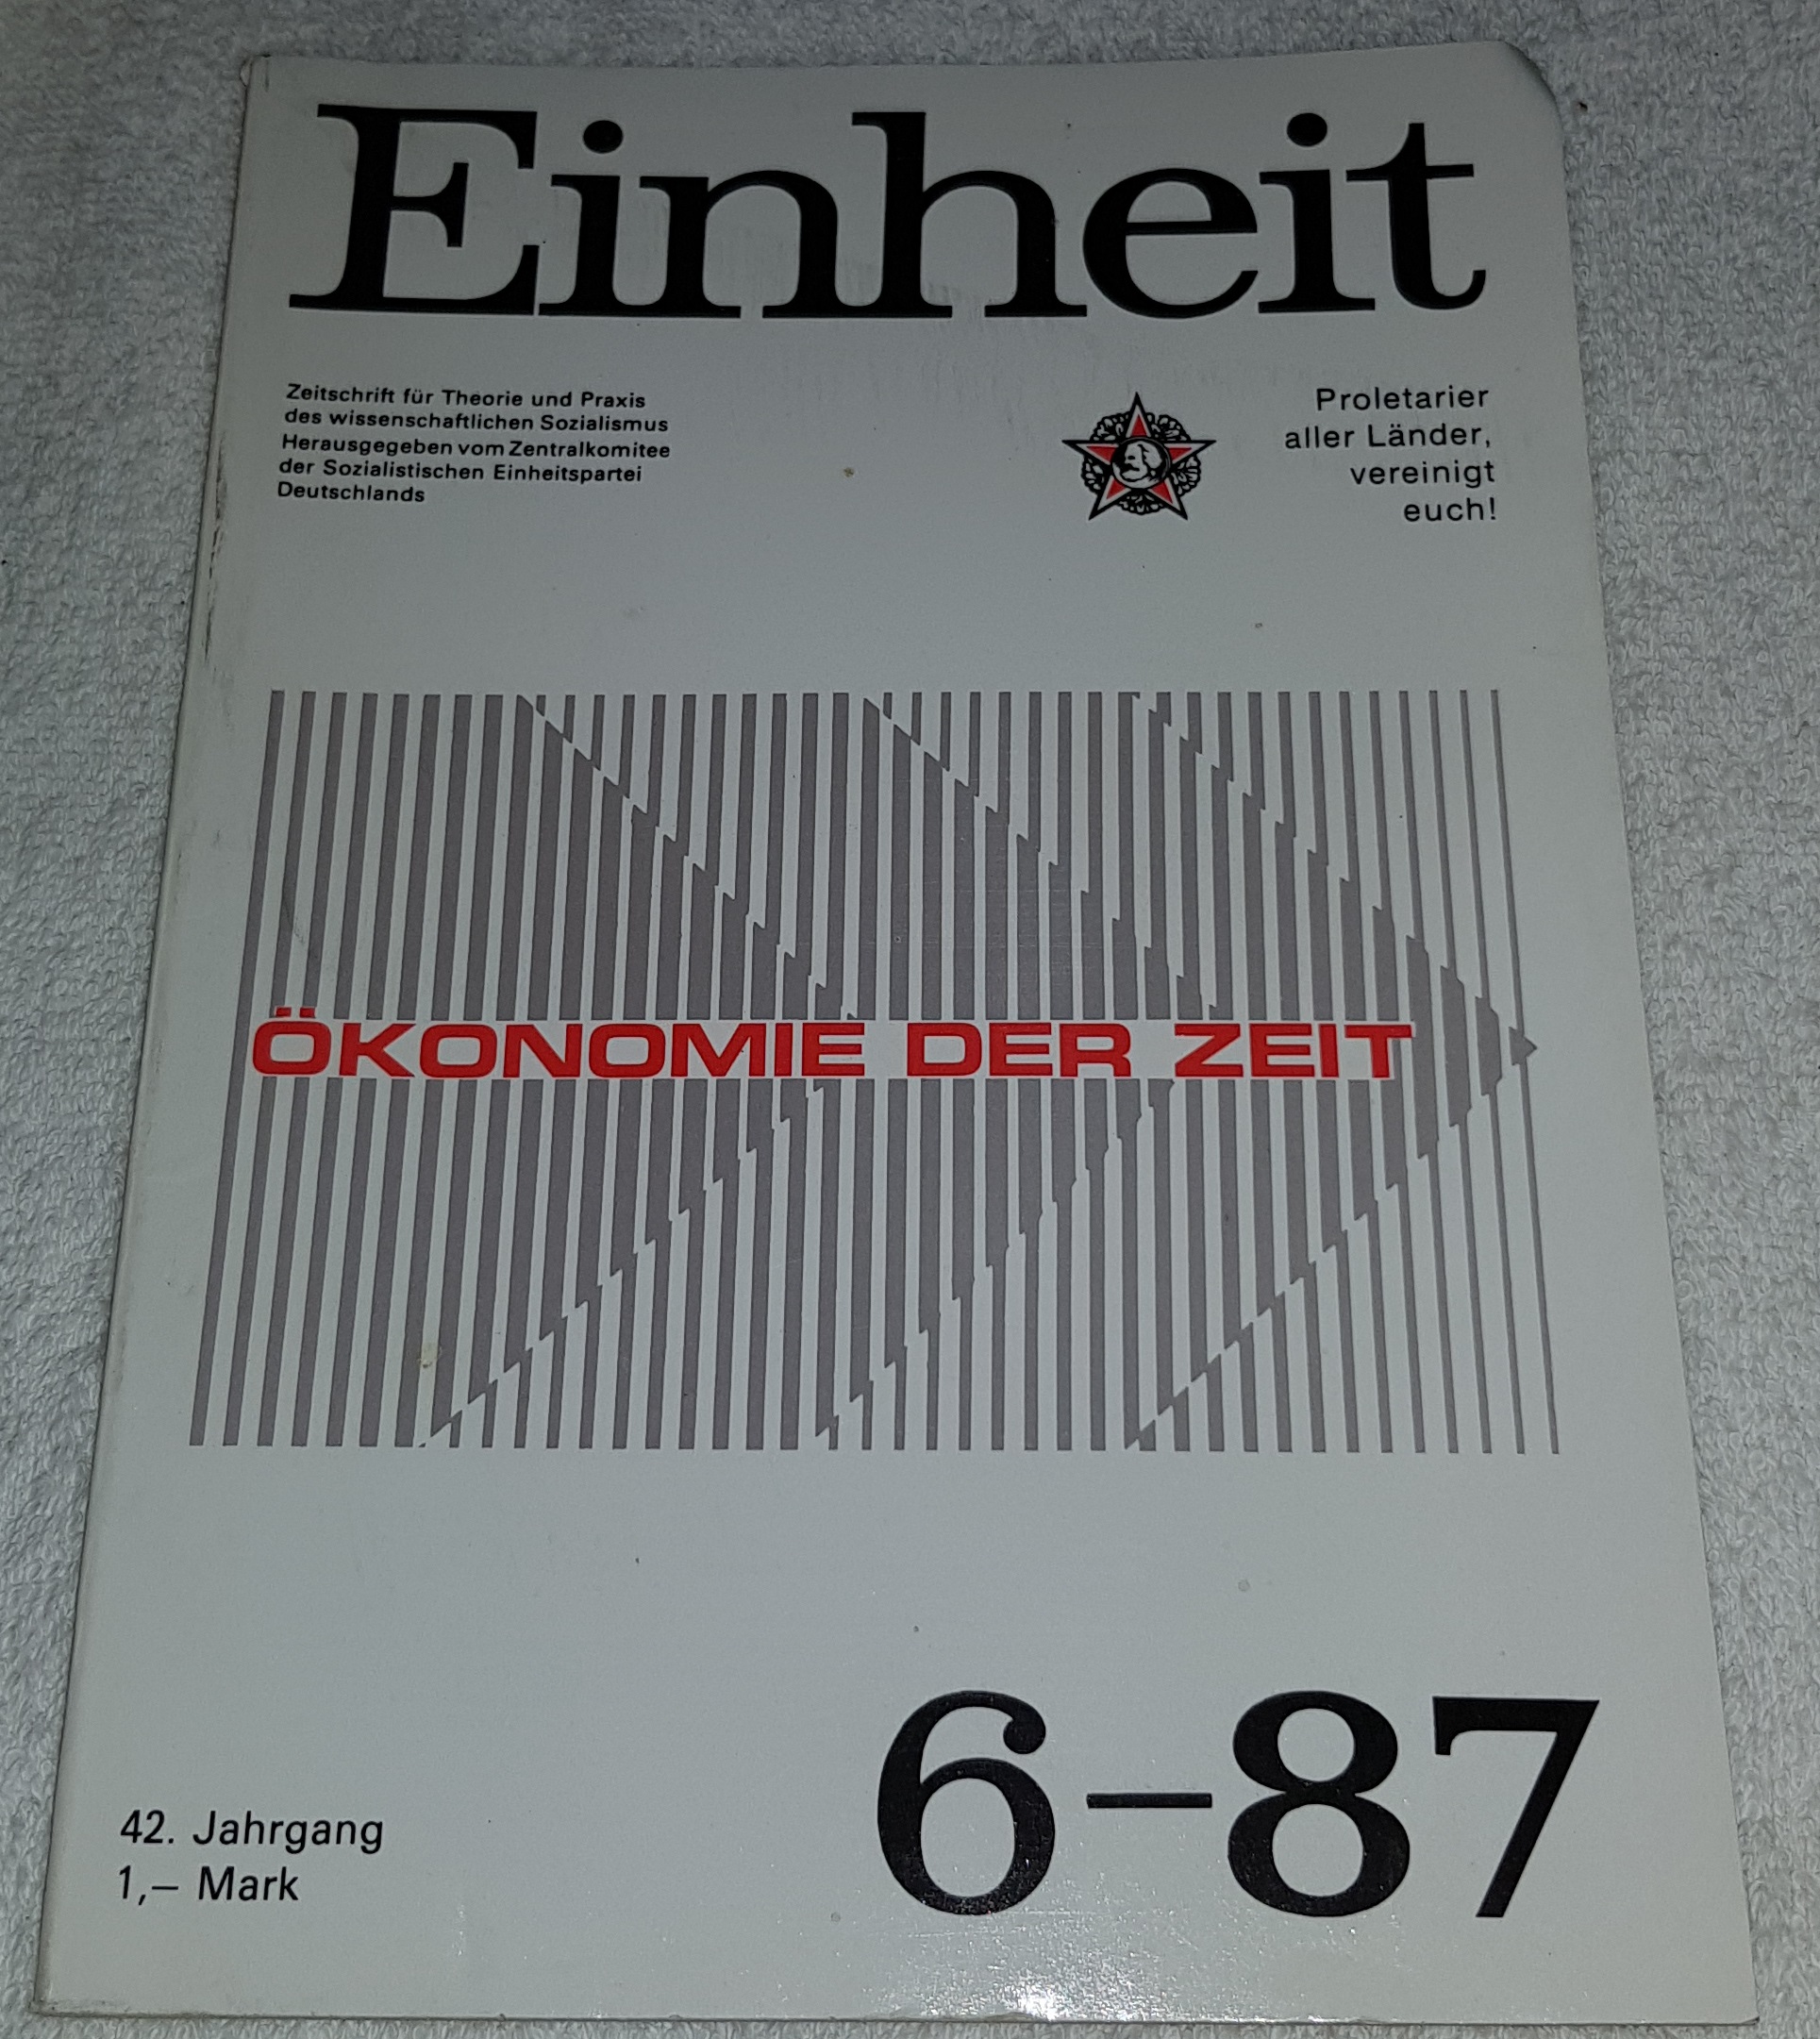 Einheit
Zeitschrift für Theorie und Praxis
des wissenschaftlichen Sozialismus
Herausgegeben vom Zentralkomitee
der Sozialistischen Einheitspartei
Deutschlands
Proletarier
aller Länder,
vereinigt
euch!
ÖKONOMIE DER ZEIT
42. Jahrgang
1,– Mark
6–87